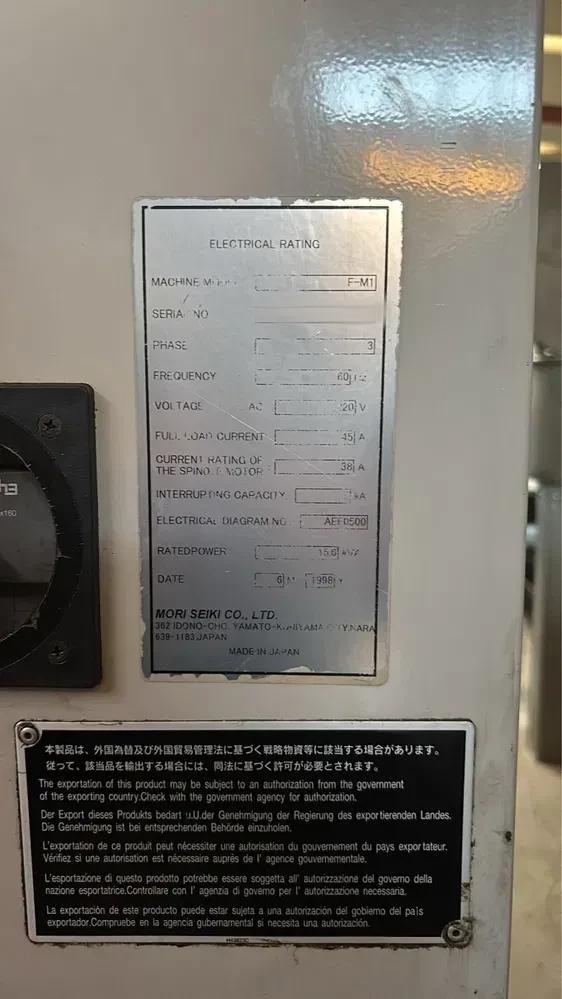 ELECTRICAL RATING
MACHINE F-M1
NO
PHASE 3
FREQUENCY 60
VOLTAGE AC V
FULL LOAD CURRENT 45 A
CURRENT RATING OF
THE MOTOR 38 A
CAPACITY kA
ELECTRICAL DIAGRAM NO. AEF0500
RATEDPOWER 15.6
DATE 6 M 1998 Y
MORI SEIKI CO., LTD.
362 IDONO-CHO,
639-1183 JAPAN
MADE IN JAPAN
x160
本製品は、外国為替及び外国貿易管理法に基づく戦略物資等に該当する場合があります。
従って、該当品を輸出する場合には、同法に基づく許可が必要とされます。
The exportation of this product may be subject to an authorization from the government
of the exporting country.Check with the government agency for authorization.
Der Export dieses Produkts bedart u.U.der Genehmigung der Regierung des exportierenden Landes.
Die Genehmigung ist bei entsprechenden Behörde einzuholen.
L'exportation de ce produit peut nécessiter une autorisation du gouvernement du pays exportateur.
Vérifiez si une autorisation est nécessaire auprès de l' agence gouvernementale.
L'esportazione di questo prodotto potrebbe essere soggetta all' autorizzazione del governo della
nazione esportatrice.Controllare con l' agenzia di governo per l' autorizzazione necessaria.
La exportación de este producto puede estar sujeta a una autorización del gobierno del país
exportador.Compruebe en la agencia gubernamental si necesita una autorización.